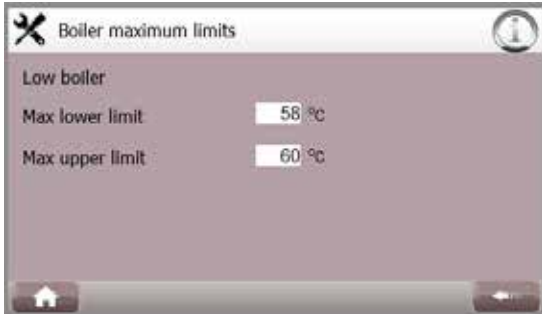 Boiler maximum limits
Low boiler
Max lower limit 58 °C
Max upper limit 60 °C